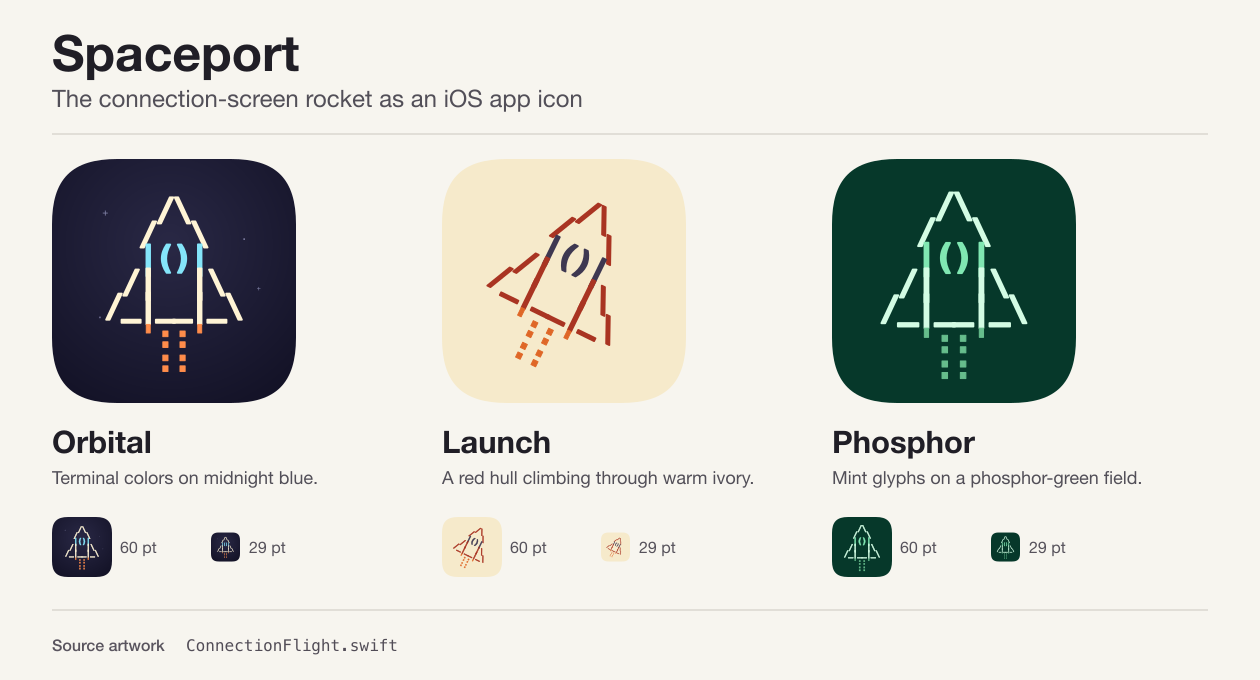 Spaceport
The connection-screen rocket as an iOS app icon
Orbital
Terminal colors on midnight blue.
60 pt
29 pt
Launch
A red hull climbing through warm ivory.
60 pt
29 pt
Phosphor
Mint glyphs on a phosphor-green field.
60 pt
29 pt
Source artwork ConnectionFlight.swift